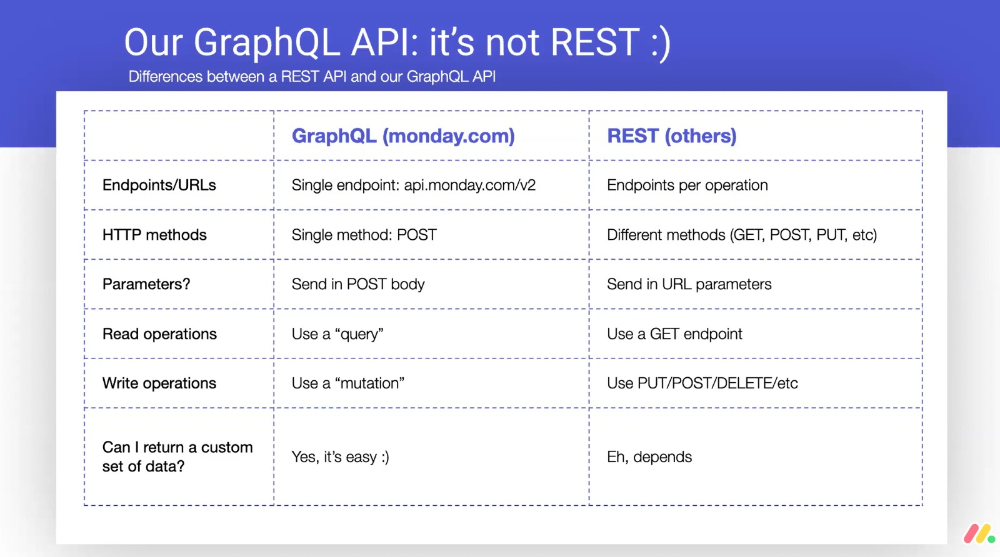 Our GraphQL API: it’s not REST :)
Differences between a REST API and our GraphQL API
GraphQL (monday.com)
REST (others)
Endpoints/URLs
Single endpoint: api.monday.com/v2
Endpoints per operation
HTTP methods
Single method: POST
Different methods (GET, POST, PUT, etc)
Parameters?
Send in POST body
Send in URL parameters
Read operations
Use a “query”
Use a GET endpoint
Write operations
Use a “mutation”
Use PUT/POST/DELETE/etc
Can I return a custom
set of data?
Yes, it’s easy :)
Eh, depends